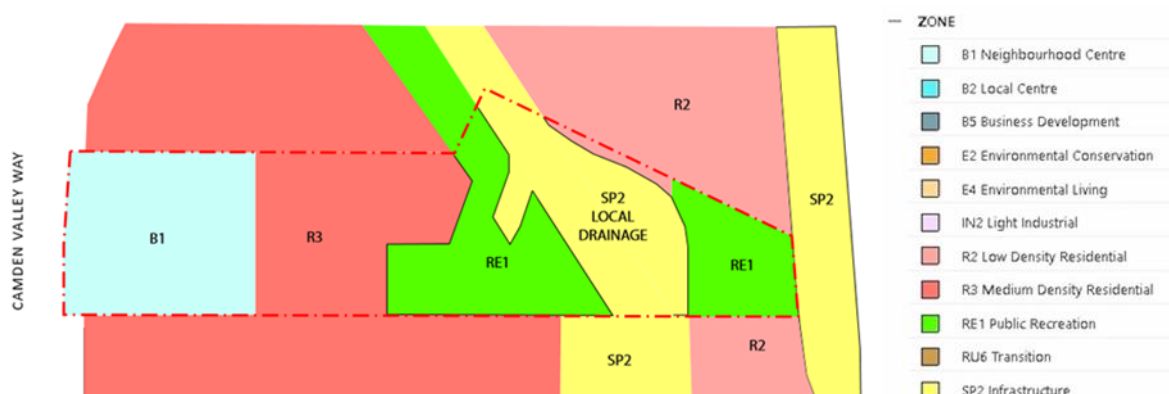 CAMDEN VALLEY WAY
B1
R3
RE1
SP2
LOCAL
DRAINAGE
RE1
R2
SP2
SP2
R2
ZONE
B1 Neighbourhood Centre
B2 Local Centre
B5 Business Development
E2 Environmental Conservation
E4 Environmental Living
IN2 Light Industrial
R2 Low Density Residential
R3 Medium Density Residential
RE1 Public Recreation
RU6 Transition
SP2 Infrastructure